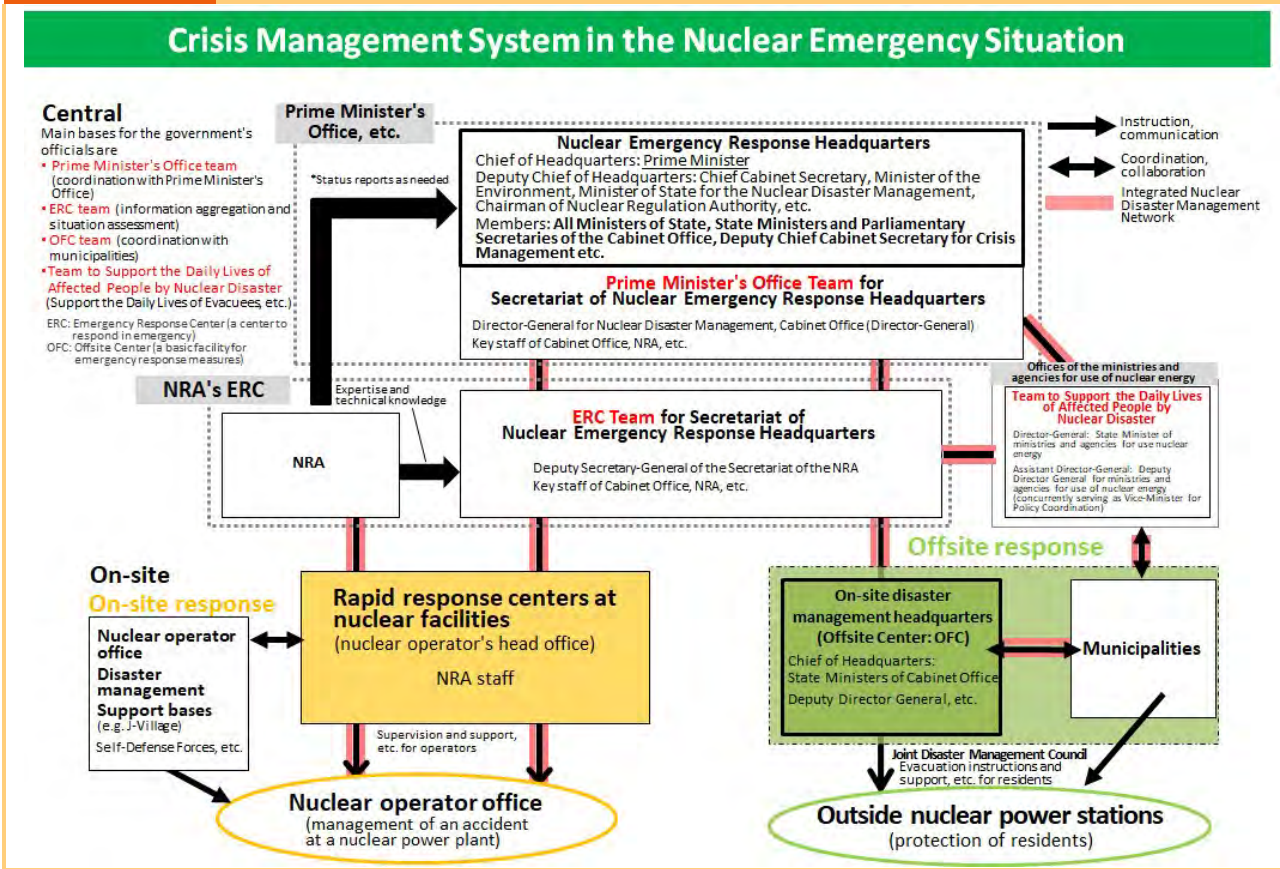 Crisis Management System in the Nuclear Emergency Situation
Central
Main bases for the government's
officials are
• Prime Minister's Office team
(coordination with Prime Minister's
Office)
• ERC team (information aggregation and
situation assessment)
• OFC team (coordination with
municipalities)
• Team to Support the Daily Lives of
Affected People by Nuclear Disaster
(Support the Daily Lives of Evacuees, etc.)
ERC: Emergency Response Center (a center to
respond in emergency)
OFC: Offsite Center (a basic facility for
emergency response measures)
Prime Minister's
Office, etc.
*Status reports as needed
Nuclear Emergency Response Headquarters
Chief of Headquarters: Prime Minister
Deputy Chief of Headquarters: Chief Cabinet Secretary, Minister of the
Environment, Minister of State for the Nuclear Disaster Management,
Chairman of Nuclear Regulation Authority, etc.
Members: All Ministers of State, State Ministers and Parliamentary
Secretaries of the Cabinet Office, Deputy Chief Cabinet Secretary for Crisis
Management etc.
Prime Minister's Office Team for
Secretariat of Nuclear Emergency Response Headquarters
Director-General for Nuclear Disaster Management, Cabinet Office (Director-General)
Key staff of Cabinet Office, NRA, etc.
Instruction,
communication
Coordination,
collaboration
Integrated Nuclear
Disaster Management
Network
NRA's ERC
Expertise and
technical knowledge
NRA
ERC Team for Secretariat of
Nuclear Emergency Response Headquarters
Deputy Secretary-General of the Secretariat of the NRA
Key staff of Cabinet Office, NRA, etc.
Offices of the ministries and
agencies for use of nuclear energy
Team to Support the Daily Lives
of Affected People by
Nuclear Disaster
Director-General: State Minister of
ministries and agencies for use nuclear
energy
Assistant Director-General: Deputy
Director General for ministries and
agencies for use of nuclear energy
(concurrently serving as Vice-Minister for
Policy Coordination)
On-site
On-site response
Nuclear operator
office
Disaster
management
Support bases
(e.g. J-Village)
Self-Defense Forces, etc.
Rapid response centers at
nuclear facilities
(nuclear operator's head office)
NRA staff
Supervision and support,
etc. for operators
Nuclear operator office
(management of an accident
at a nuclear power plant)
Offsite response
On-site disaster
management headquarters
(Offsite Center: OFC)
Chief of Headquarters:
State Ministers of Cabinet Office
Deputy Director General, etc.
Municipalities
Joint Disaster Management Council
Evacuation instructions and
support, etc. for residents
Outside nuclear power stations
(protection of residents)